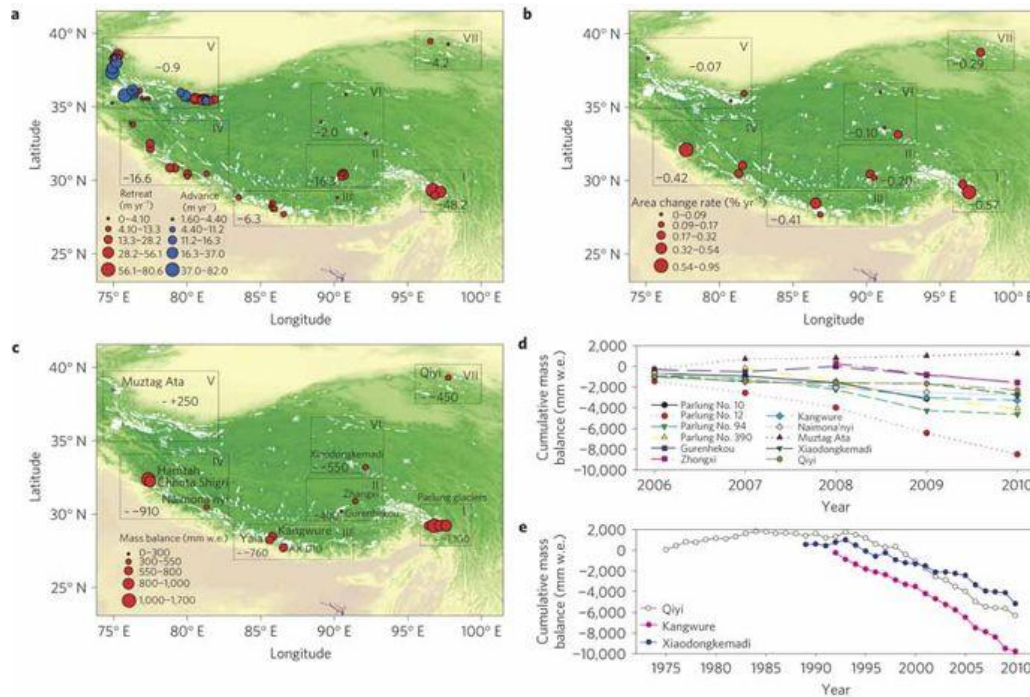 a
40° N
35° N
30° N
25° N
Latitude
V
−0.9
VII
−4.2
VI
−2.0
IV
−16.6
II
III
−6.3
I
−48.2
Retreat
(m yr⁻¹)
0–4.10
4.10–13.3
13.3–28.2
28.2–56.1
56.1–80.6
Advance
(m yr⁻¹)
1.60–4.40
4.40–11.2
11.2–16.3
16.3–37.0
37.0–82.0
75° E 80° E 85° E 90° E 95° E 100° E
Longitude
b
40° N
35° N
30° N
25° N
Latitude
V
−0.07
VII
−0.29
VI
−0.10
IV
−0.42
II
−0.20
III
−0.41
I
−0.57
Area change rate (% yr⁻¹)
0–0.09
0.09–0.17
0.17–0.32
0.32–0.54
0.54–0.95
75° E 80° E 85° E 90° E 95° E 100° E
Longitude
c
40° N
35° N
30° N
25° N
Latitude
Muztag Ata
V
+250
Qiyi
VII
−450
VI
Xiaodongkemadi
−550
IV
Hamtah
Chhota Shigri
Naimona'nyi
−910
II
Zhangxi
Gurenhekou
III
Kangwure
Yala
AX 010
−760
Parlung glaciers
I
Mass balance (mm w.e.)
0–300
300–550
550–800
800–1,000
1,000–1,700
75° E 80° E 85° E 90° E 95° E 100° E
Longitude
d
Cumulative mass
balance (mm w.e.)
2,000
0
−2,000
−4,000
−6,000
−8,000
−10,000
Parlung No. 10
Parlung No. 12
Parlung No. 94
Parlung No. 390
Gurenhekou
Zhongxi
Kangwure
Naimona'nyi
Muztag Ata
Xiaodongkemadi
Qiyi
2006 2007 2008 2009 2010
Year
e
Cumulative mass
balance (mm w.e.)
2,000
0
−2,000
−4,000
−6,000
−8,000
−10,000
Qiyi
Kangwure
Xiaodongkemadi
1975 1980 1985 1990 1995 2000 2005 2010
Year